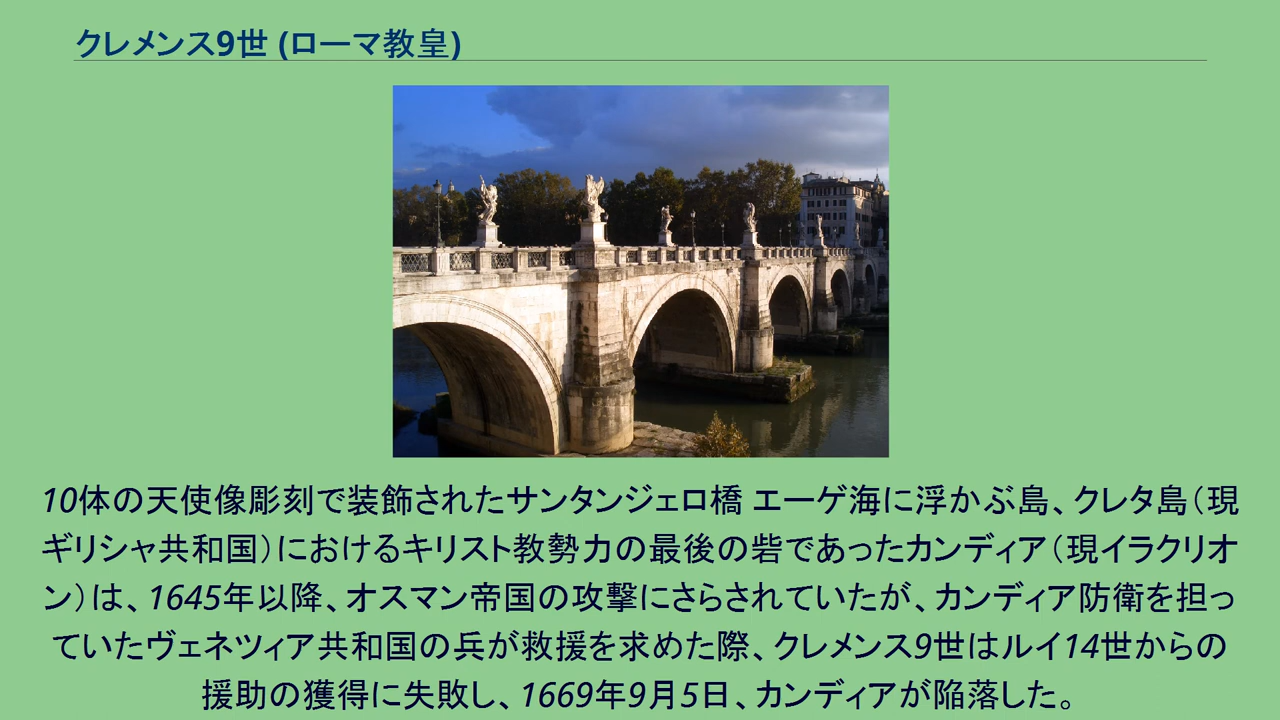 クレメンス9世 (ローマ教皇)
10体の天使像彫刻で装飾されたサンタンジェロ橋 エーゲ海に浮かぶ島、クレタ島（現
ギリシャ共和国）におけるキリスト教勢力の最後の砦であったカンディア（現イラクリオ
ン）は、1645年以降、オスマン帝国の攻撃にさらされていたが、カンディア防衛を担っ
ていたヴェネツィア共和国の兵が救援を求めた際、クレメンス9世はルイ14世からの
援助の獲得に失敗し、1669年9月5日、カンディアが陥落した。